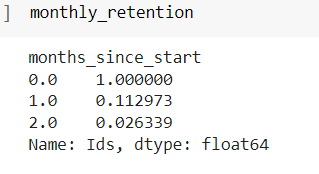 ] monthly_retention
months_since_start
0.0    1.000000
1.0    0.112973
2.0    0.026339
Name: Ids, dtype: float64